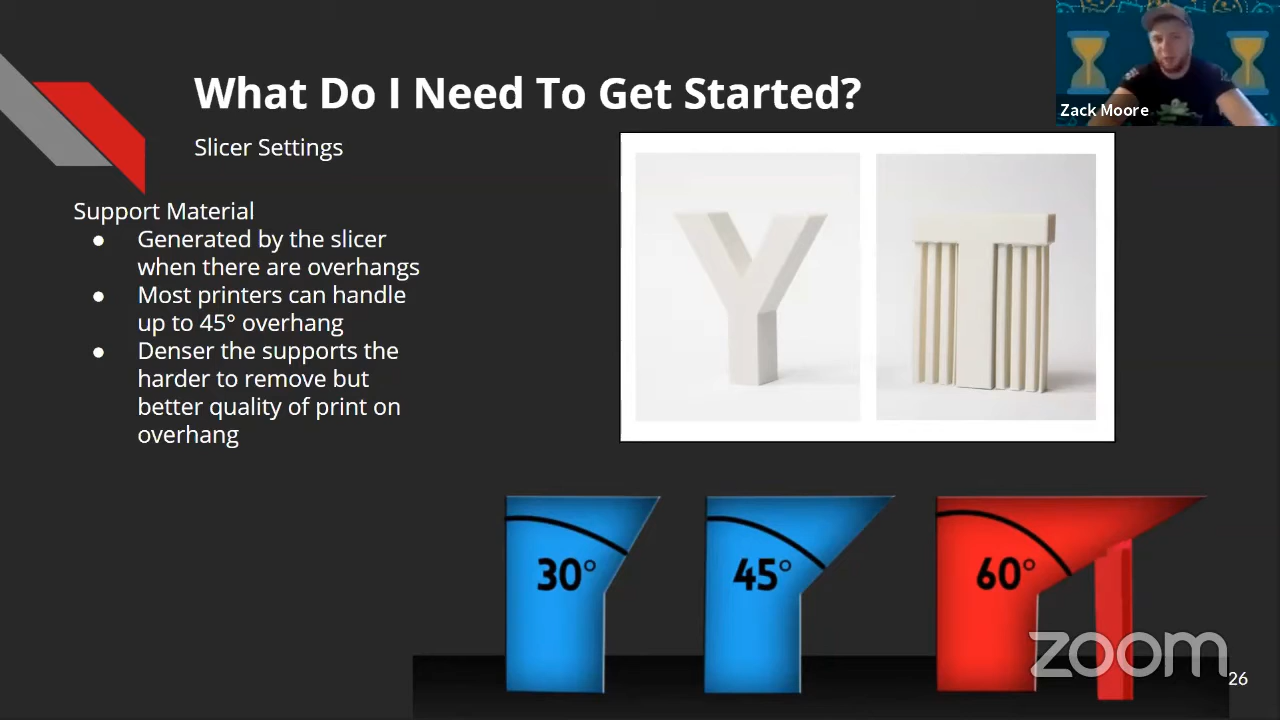 What Do I Need To Get Started?
Zack Moore
Slicer Settings
Support Material
● Generated by the slicer
when there are overhangs
● Most printers can handle
up to 45° overhang
● Denser the supports the
harder to remove but
better quality of print on
overhang
Y T
30°
45°
60°
zoom
26